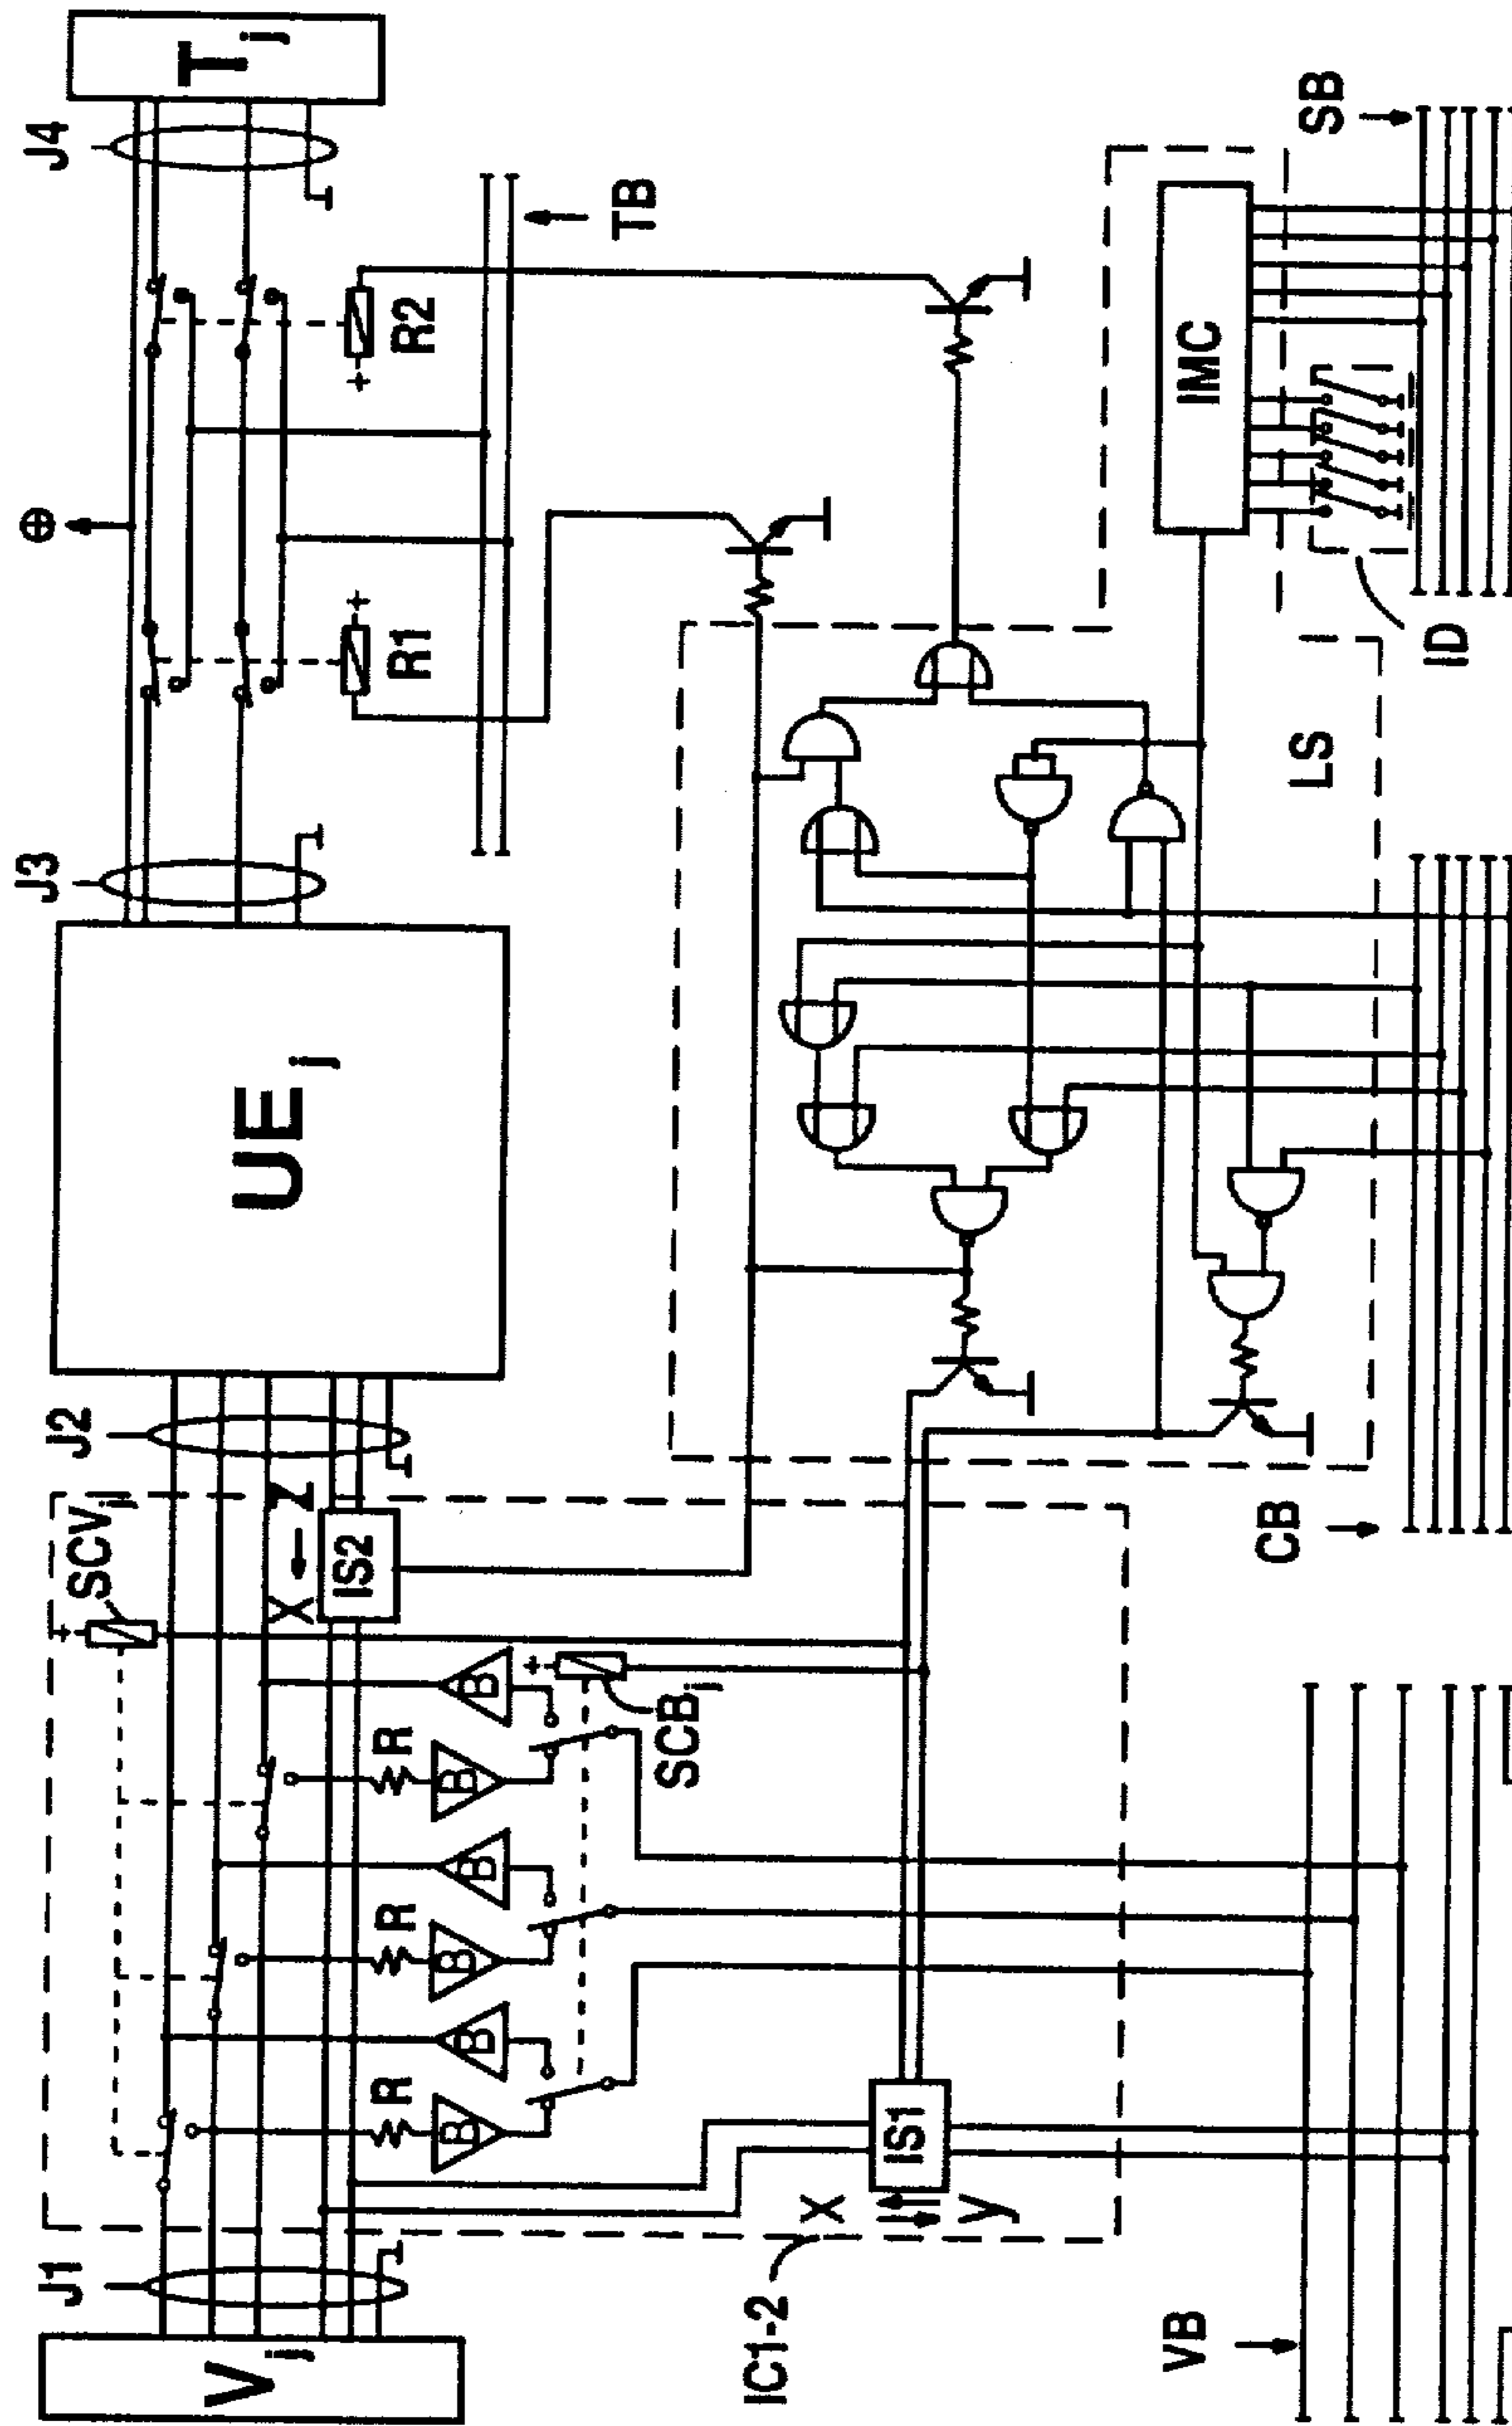 J1
J2
J3
J4
⊕
V j
UE j
T j
SCV j
X ← Z
IS2
R
R
R
B
B
B
B
B
B
+
+
SCB j
+
R1
+
R2
TB
X
y
IS1
IC1-2
LS
IMC
ID
VB
CB
SB